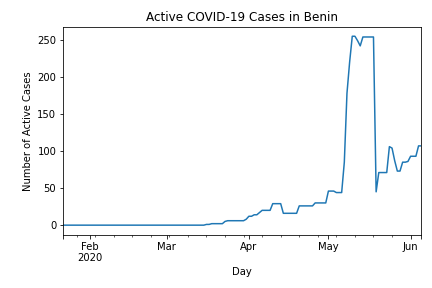 Active COVID-19 Cases in Benin
Number of Active Cases
250
200
150
100
50
0
Feb
2020
Mar
Apr
May
Jun
Day